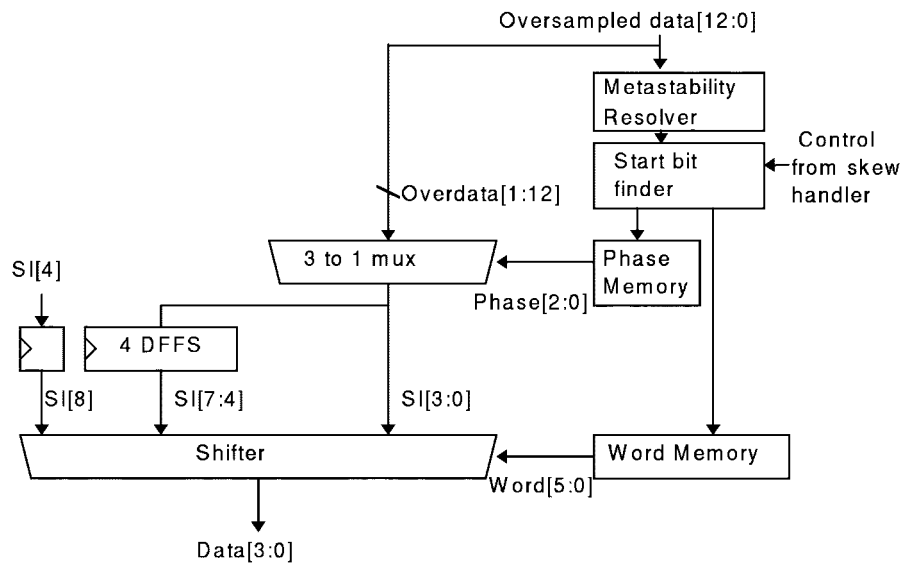 Oversampled data[12:0]
Metastability
Resolver
Control
from skew
handler
Start bit
finder
Overdata[1:12]
3 to 1 mux
Phase
Memory
Phase[2:0]
SI[4]
4 DFFS
SI[8]
SI[7:4]
SI[3:0]
Shifter
Word Memory
Word[5:0]
Data[3:0]